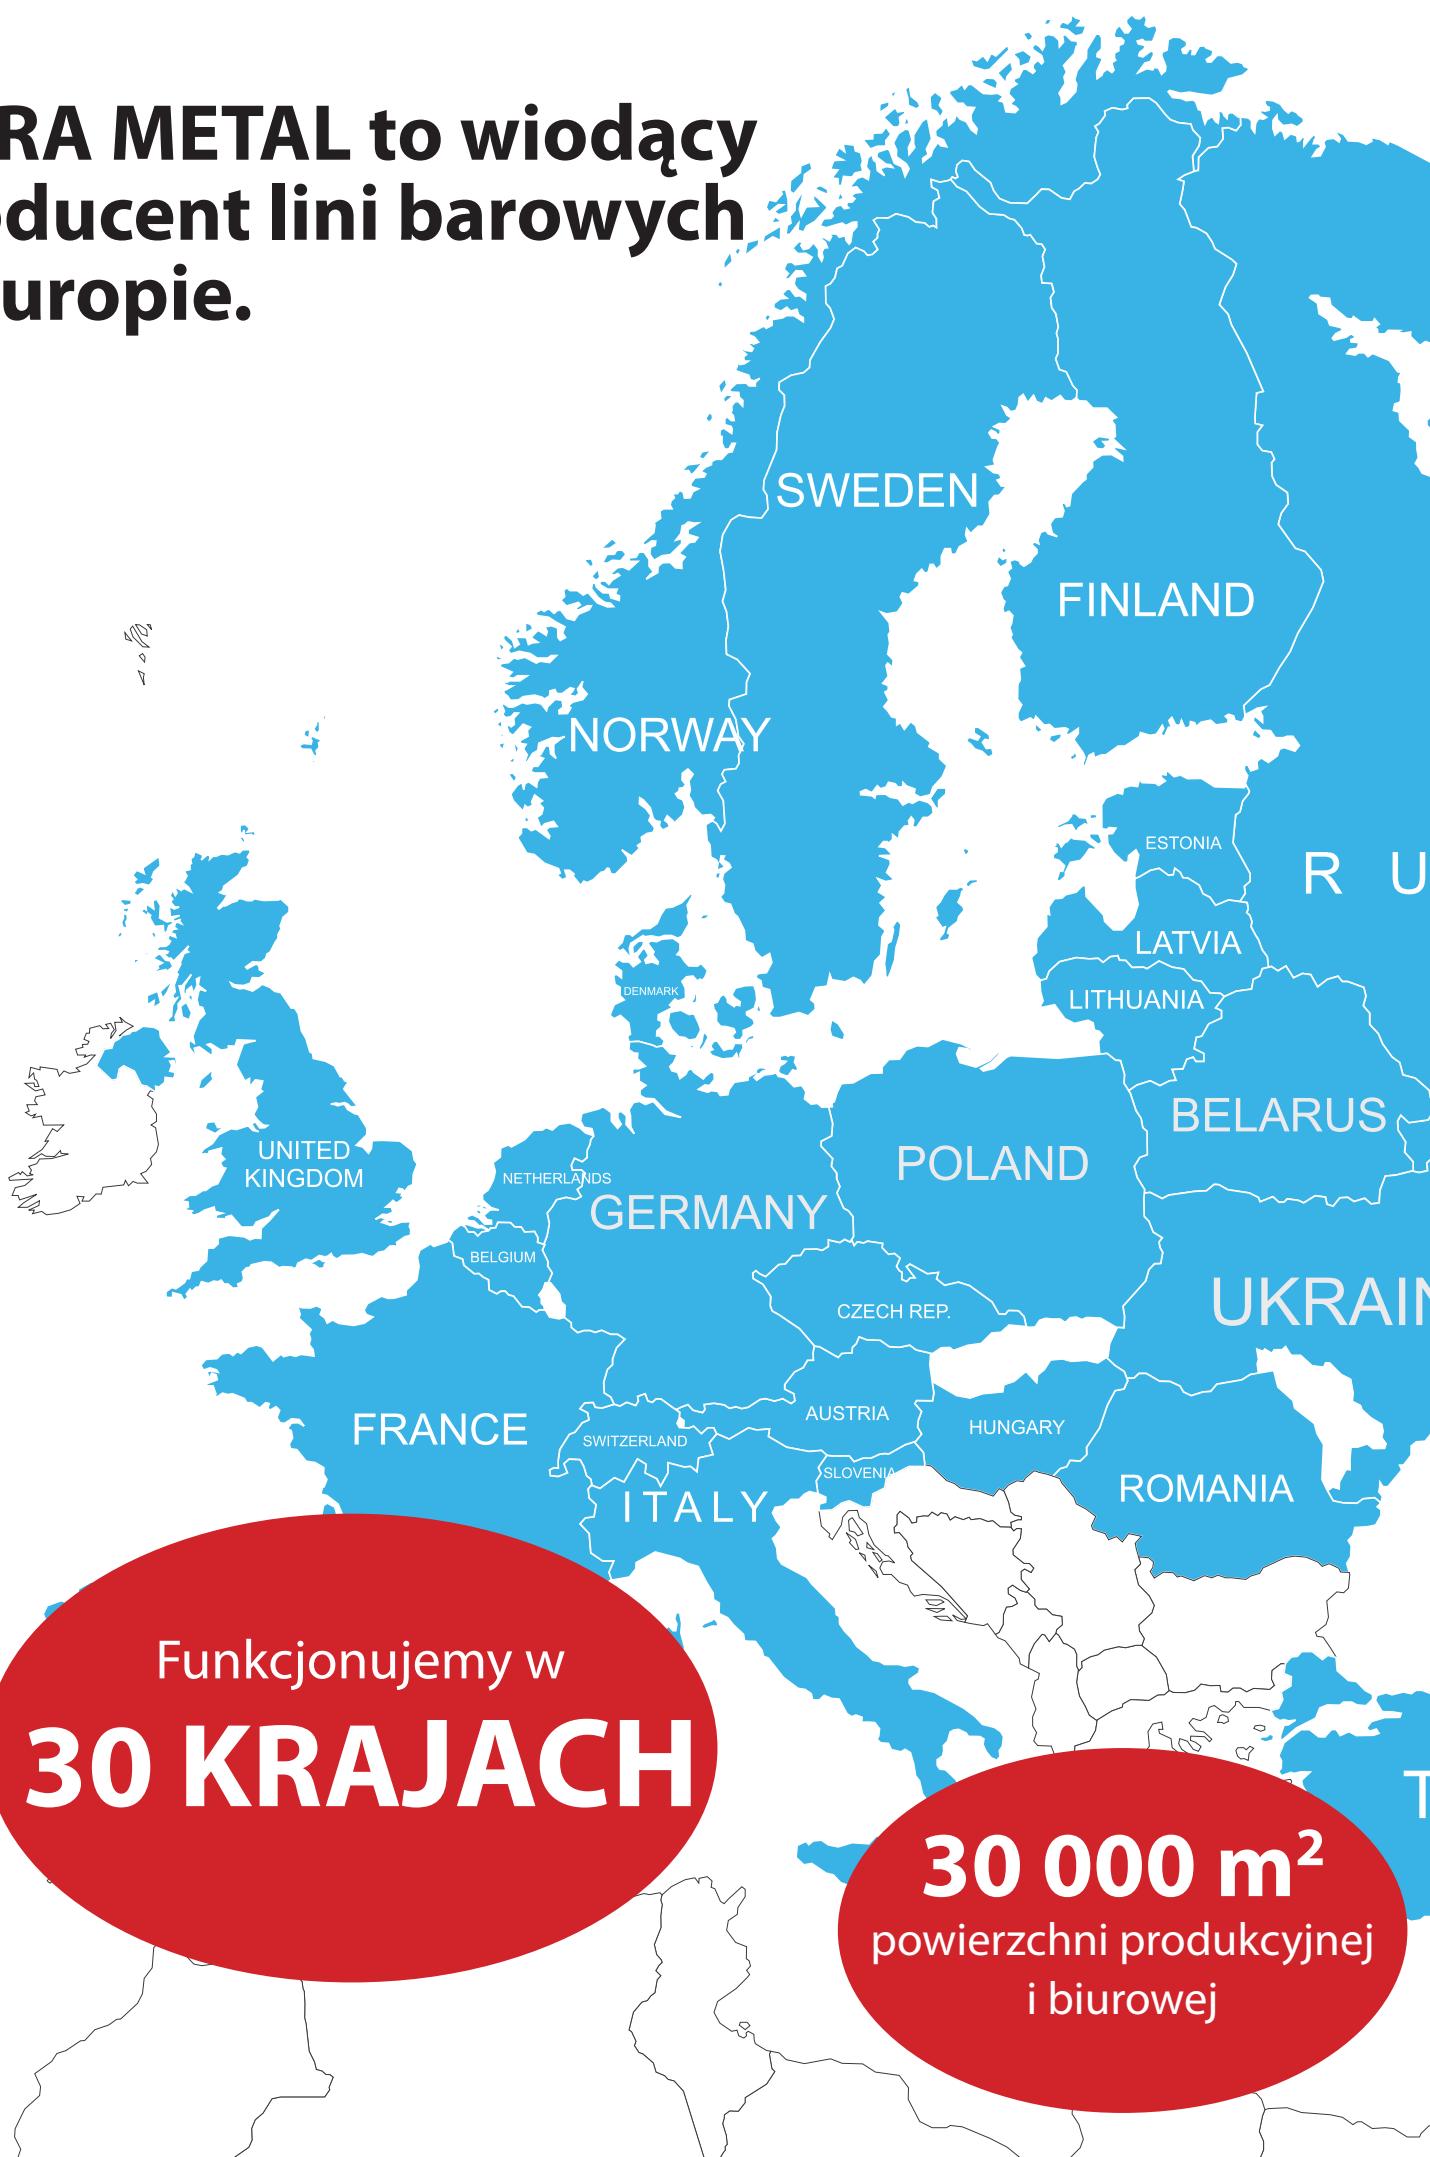 RA METAL to wiodący
ducent lini barowych
uropie.
SWEDEN
FINLAND
NORWAY
ESTONIA
R U
LATVIA
DENMARK
LITHUANIA
BELARUS
UNITED
KINGDOM
POLAND
NETHERLANDS
GERMANY
BELGIUM
UKRAIN
CZECH REP.
FRANCE
AUSTRIA
HUNGARY
SWITZERLAND
SLOVENIA
ROMANIA
ITALY
Funkcjonujemy w
30 KRAJACH
T
30 000 m²
powierzchni produkcyjnej
i biurowej